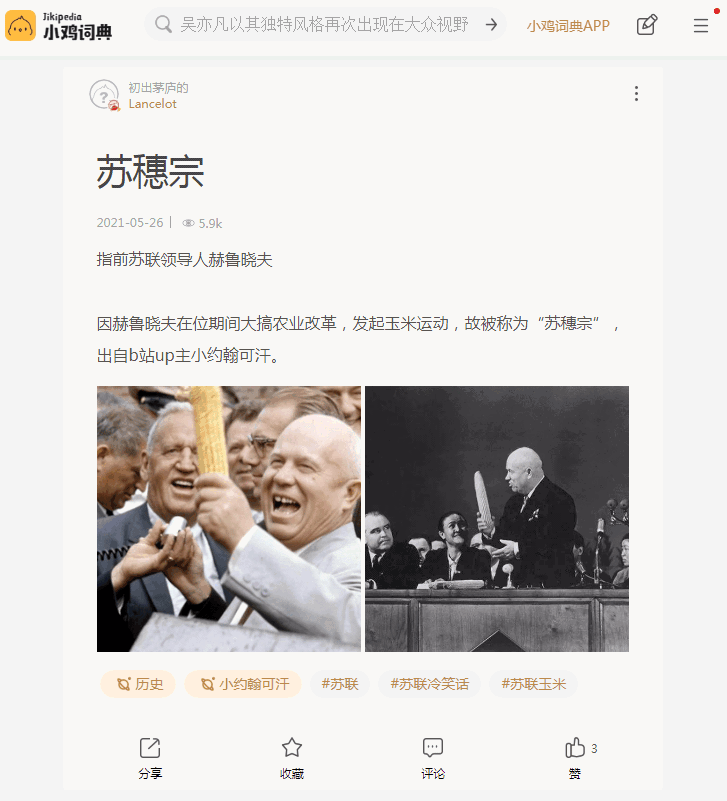 Jikipedia
小鸡词典
吴亦凡以其独特风格再次出现在大众视野
小鸡词典APP
初出茅庐的
Lancelot
苏穗宗
2021-05-26 | 5.9k
指前苏联领导人赫鲁晓夫
因赫鲁晓夫在位期间大搞农业改革，发起玉米运动，故被称为“苏穗宗”，
出自b站up主小约翰可汗。
历史 小约翰可汗 #苏联 #苏联冷笑话 #苏联玉米
3
分享 收藏 评论 赞